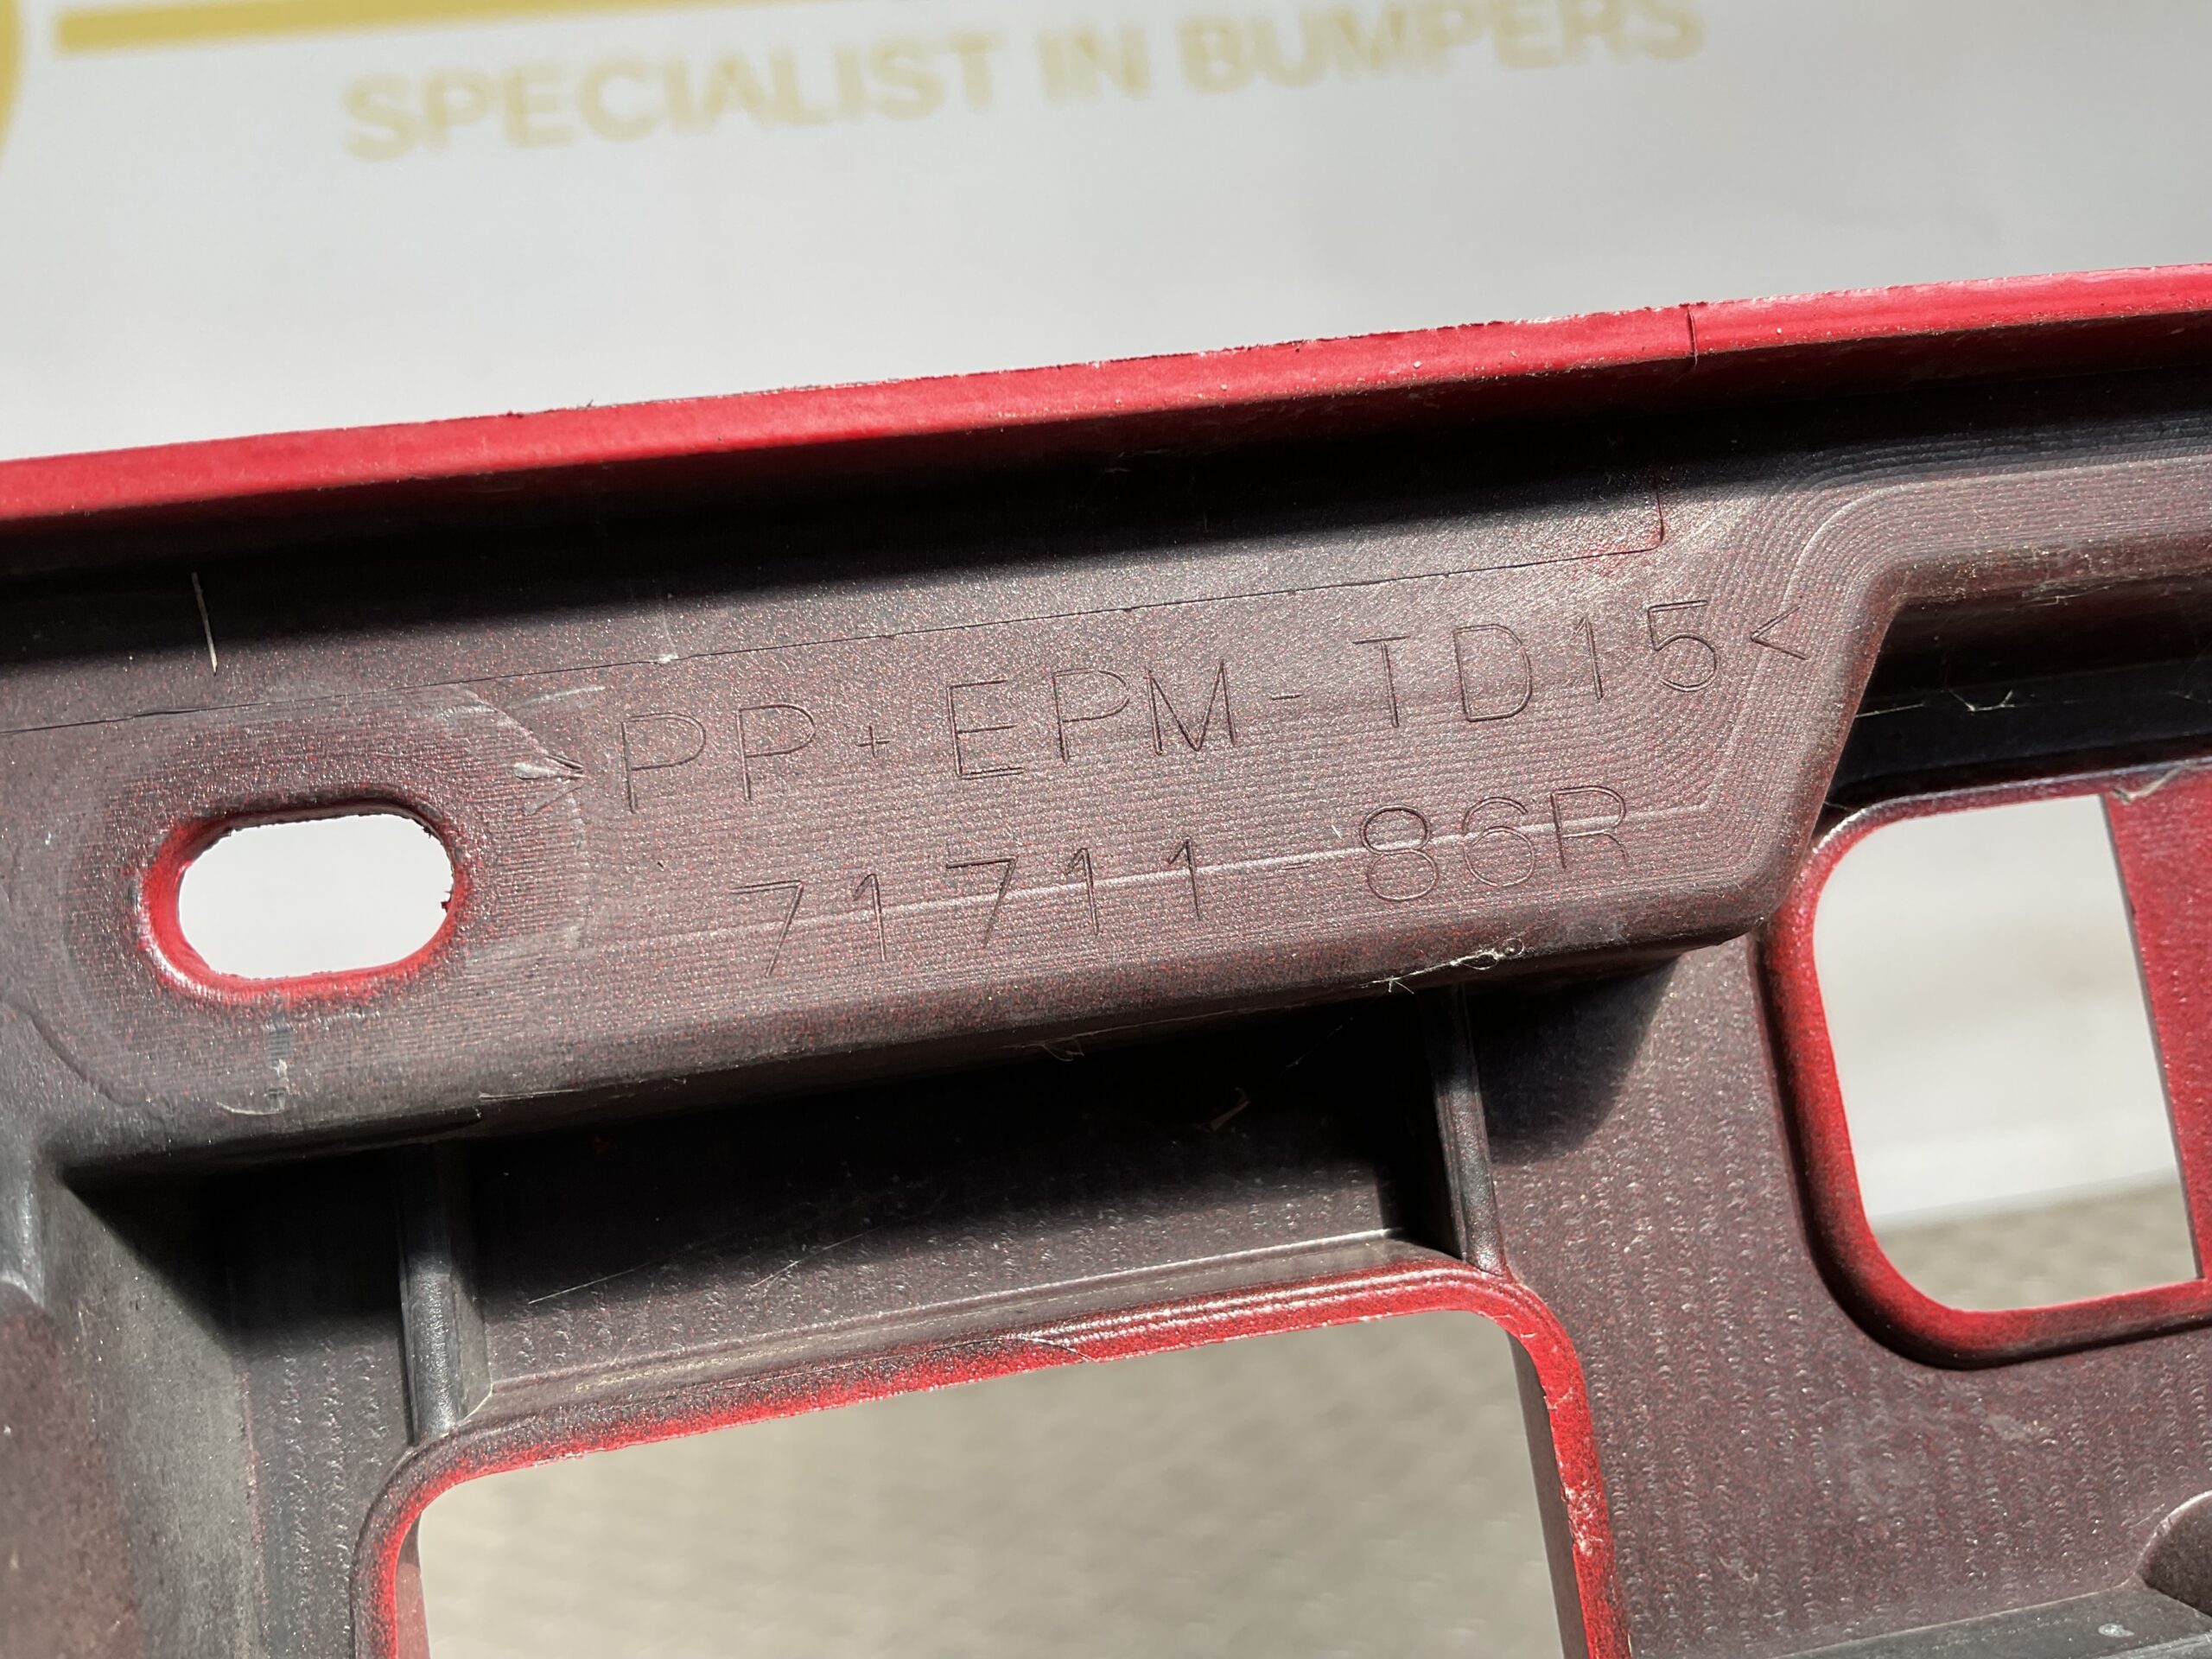 SPECIALIST IN BUMPERS
>PP+EPM-TD15<
71711-86R